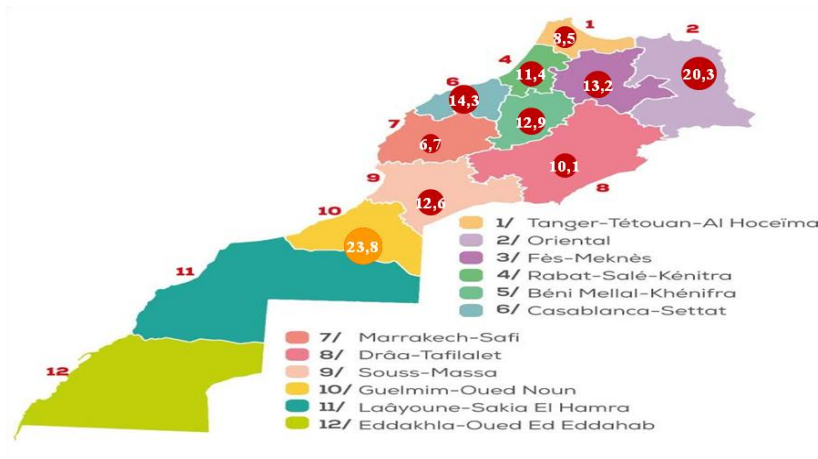 1
2
8,5
4
11,4
20,3
13,2
6
14,3
12,9
7
6,7
10,1
9
8
12,6
10
23,8
11
12
1/ Tanger-Tétouan-Al Hoceïma
2/ Oriental
3/ Fès-Meknès
4/ Rabat-Salé-Kénitra
5/ Béni Mellal-Khénifra
6/ Casablanca-Settat
7/ Marrakech-Safi
8/ Drâa-Tafilalet
9/ Souss-Massa
10/ Guelmim-Oued Noun
11/ Laâyoune-Sakia El Hamra
12/ Eddakhla-Oued Ed Eddahab